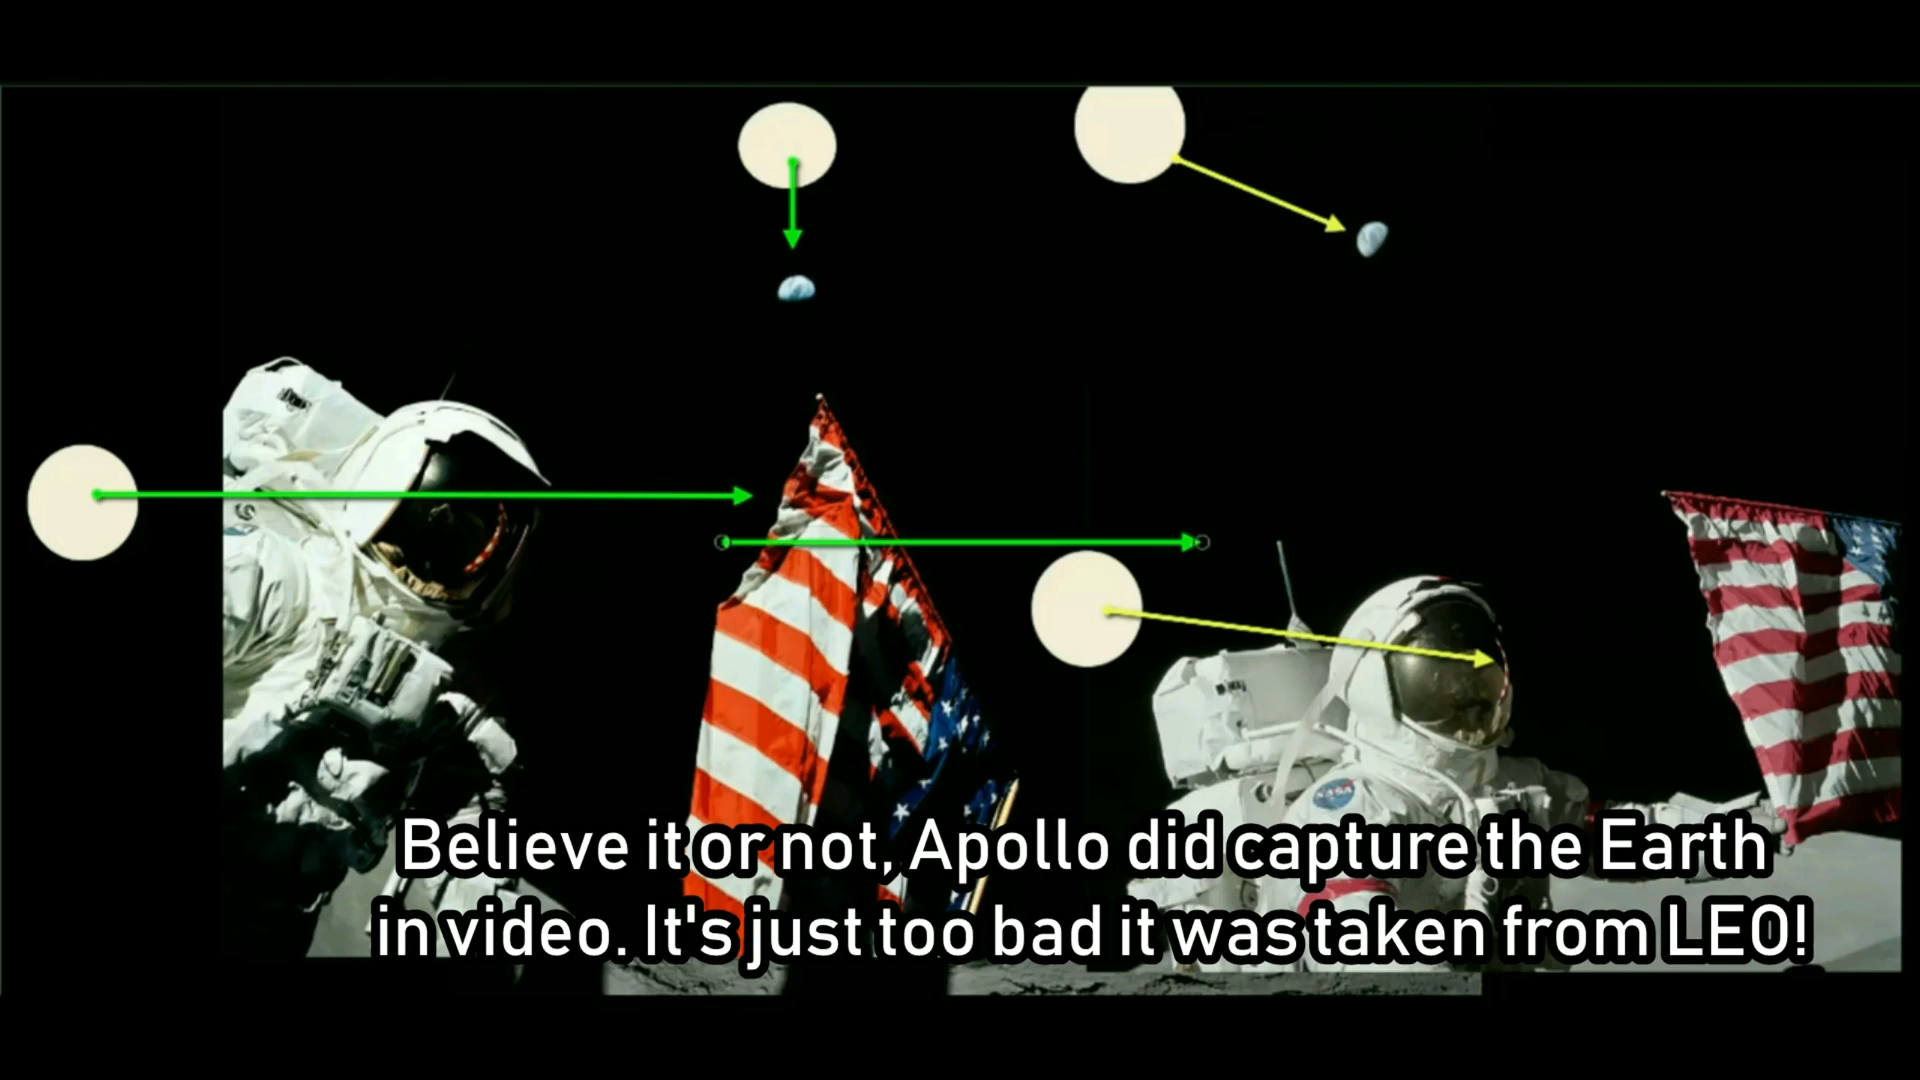 NASA
Believe it or not, Apollo did capture the Earth
in video. It's just too bad it was taken from LEO!